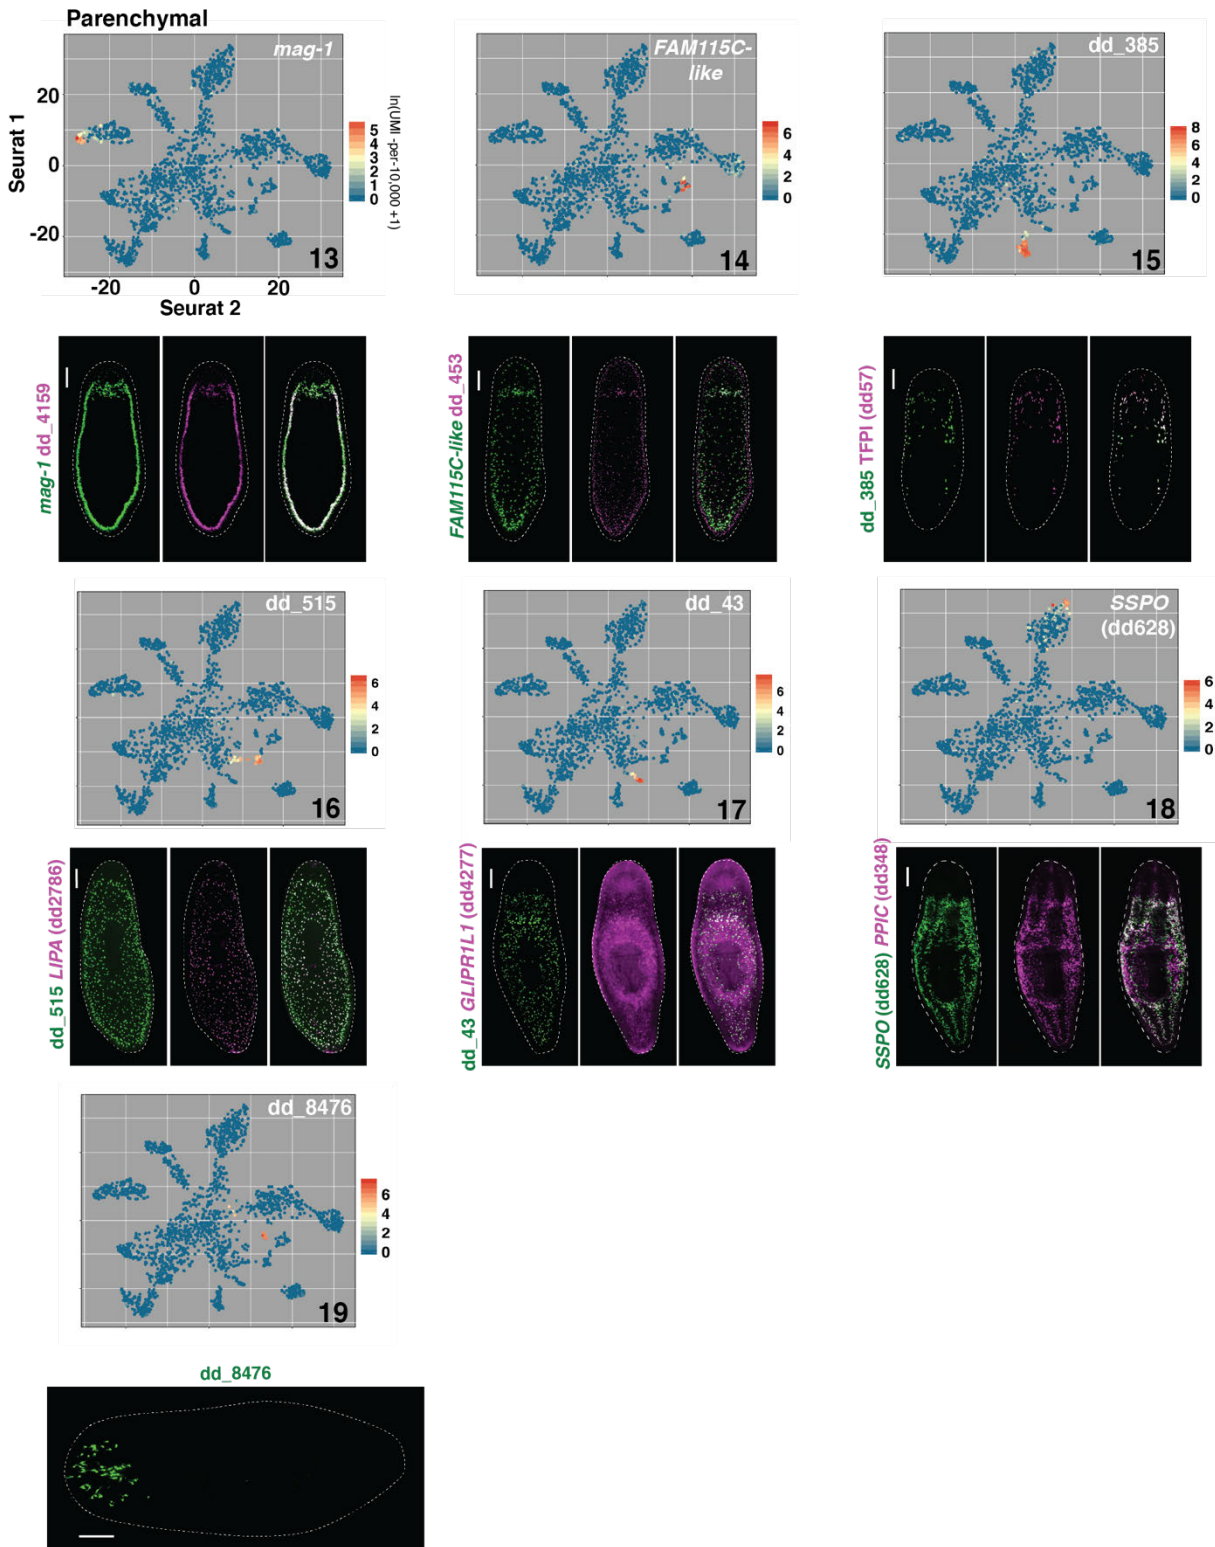 Parenchymal
mag-1
20
0
-20
Seurat 1
-20 0 20
Seurat 2
5
4
3
2
1
0
ln(UMI -per-10,000 +1)
13
FAM115C-
like
6
4
2
0
14
dd_385
8
6
4
2
0
15
mag-1 dd_4159
FAM115C-like dd_453
dd_385 TFPI (dd57)
dd_515
6
4
2
0
16
dd_43
6
4
2
0
17
SSPO
(dd628)
6
4
2
0
18
dd_515 LIPA (dd2786)
dd_43 GLIPR1L1 (dd4277)
SSPO (dd628) PPIC (dd348)
dd_8476
6
4
2
0
19
dd_8476